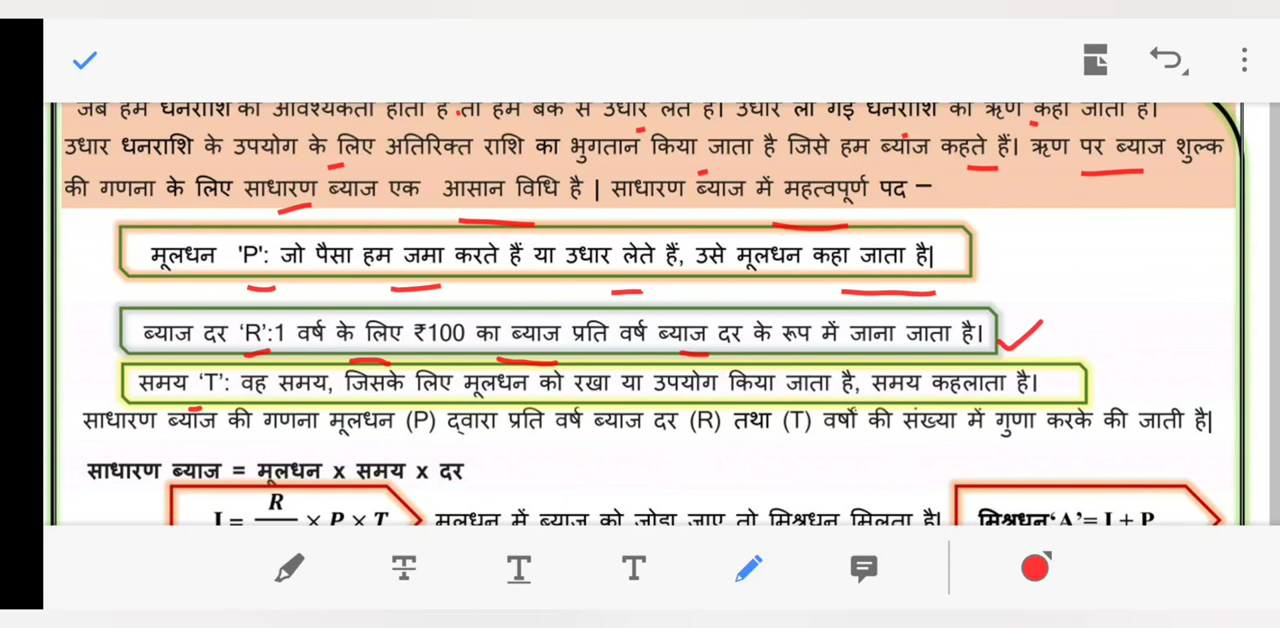 जब हमें धनराशि की आवश्यकता होती है तो हम बैंक से उधार लेते हैं। उधार ली गई धनराशि को ऋण कहा जाता है।
उधार धनराशि के उपयोग के लिए अतिरिक्त राशि का भुगतान किया जाता है जिसे हम ब्याज कहते हैं। ऋण पर ब्याज शुल्क
की गणना के लिए साधारण ब्याज एक आसान विधि है | साधारण ब्याज में महत्वपूर्ण पद –
मूलधन 'P': जो पैसा हम जमा करते हैं या उधार लेते हैं, उसे मूलधन कहा जाता है|
ब्याज दर ‘R’:1 वर्ष के लिए ₹100 का ब्याज प्रति वर्ष ब्याज दर के रूप में जाना जाता है।
समय ‘T’: वह समय, जिसके लिए मूलधन को रखा या उपयोग किया जाता है, समय कहलाता है।
साधारण ब्याज की गणना मूलधन (P) द्वारा प्रति वर्ष ब्याज दर (R) तथा (T) वर्षों की संख्या में गुणा करके की जाती है|
साधारण ब्याज = मूलधन x समय x दर
I = R × P × T मूलधन में ब्याज को जोड़ा जाए तो मिश्रधन मिलता है। मिश्रधन‘A’= I + P